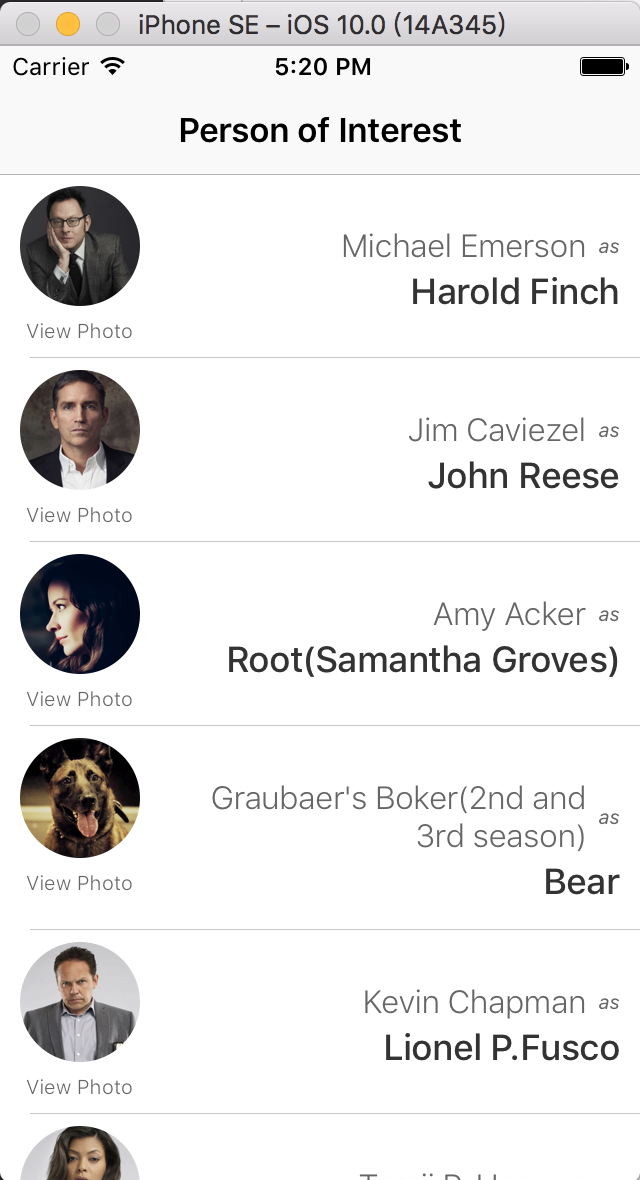 iPhone SE – iOS 10.0 (14A345)
Carrier 5:20 PM
Person of Interest
Michael Emerson as
Harold Finch
View Photo
Jim Caviezel as
John Reese
View Photo
Amy Acker as
Root(Samantha Groves)
View Photo
Graubaer's Boker(2nd and
3rd season) as
Bear
View Photo
Kevin Chapman as
Lionel P.Fusco
View Photo